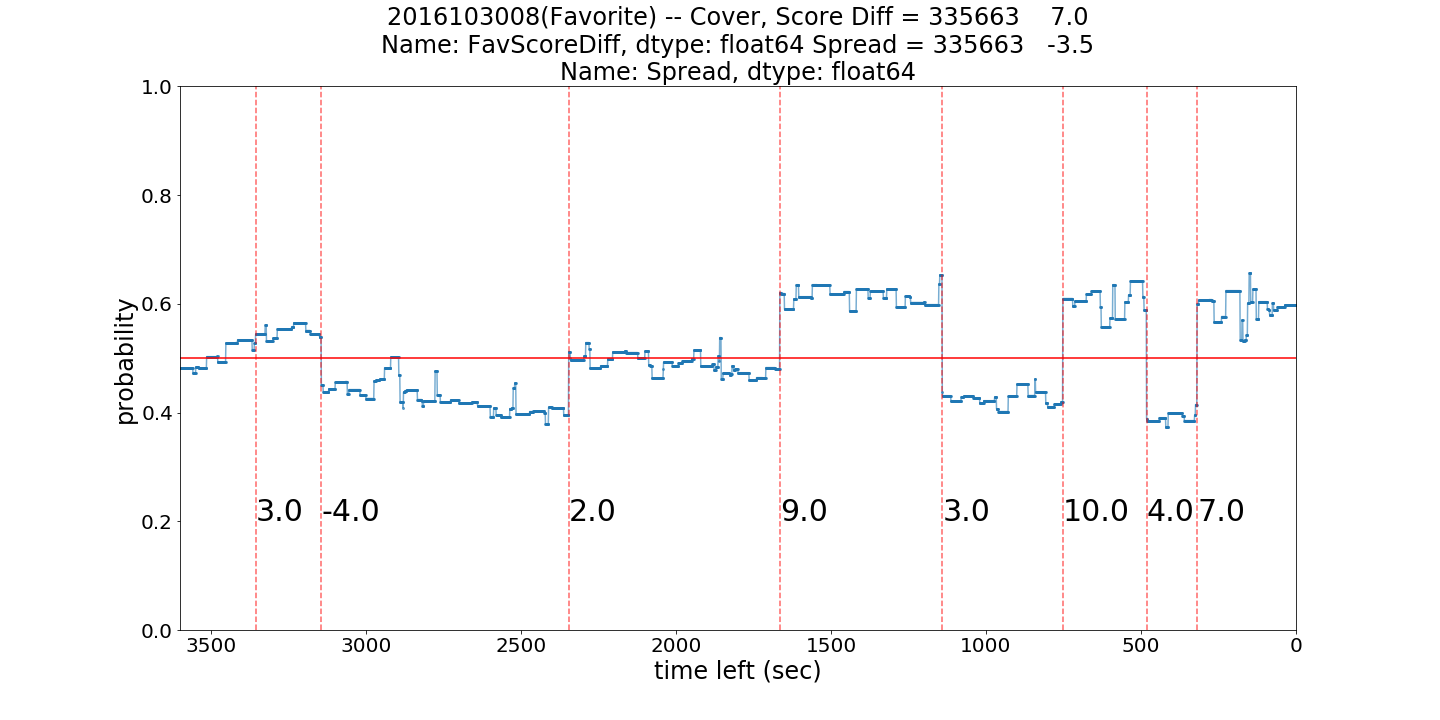 2016103008(Favorite) -- Cover, Score Diff = 335663    7.0
Name: FavScoreDiff, dtype: float64 Spread = 335663   -3.5
Name: Spread, dtype: float64
1.0
0.8
0.6
0.4
0.2
0.0
probability
3.0 -4.0 2.0 9.0 3.0 10.0 4.0 7.0
3500 3000 2500 2000 1500 1000 500 0
time left (sec)